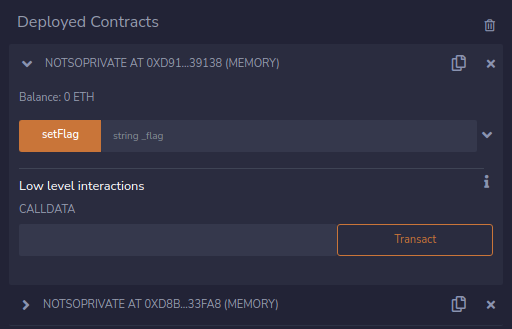 Deployed Contracts
NOTSOPRIVATE AT 0XD91...39138 (MEMORY)
Balance: 0 ETH
setFlag string _flag
Low level interactions
CALLDATA
Transact
NOTSOPRIVATE AT 0XD8B...33FA8 (MEMORY)